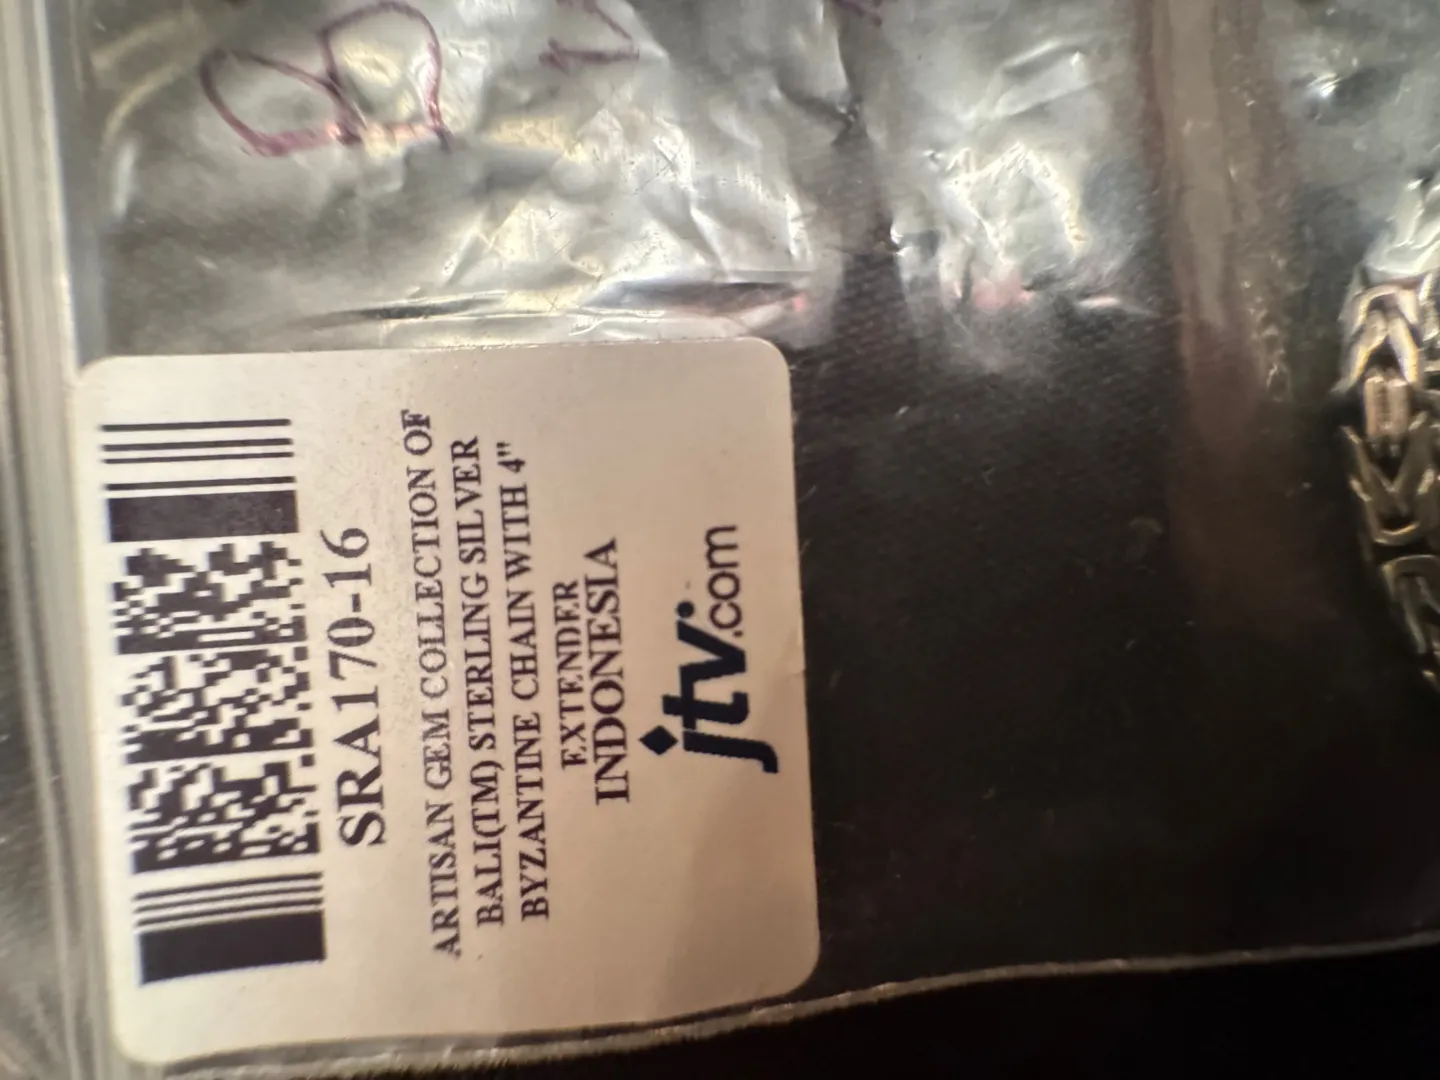 SRA170-16
ARTISAN GEM COLLECTION OF
BALI(TM) STERLING SILVER
BYZANTINE CHAIN WITH 4"
EXTENDER
INDONESIA
jtv.com